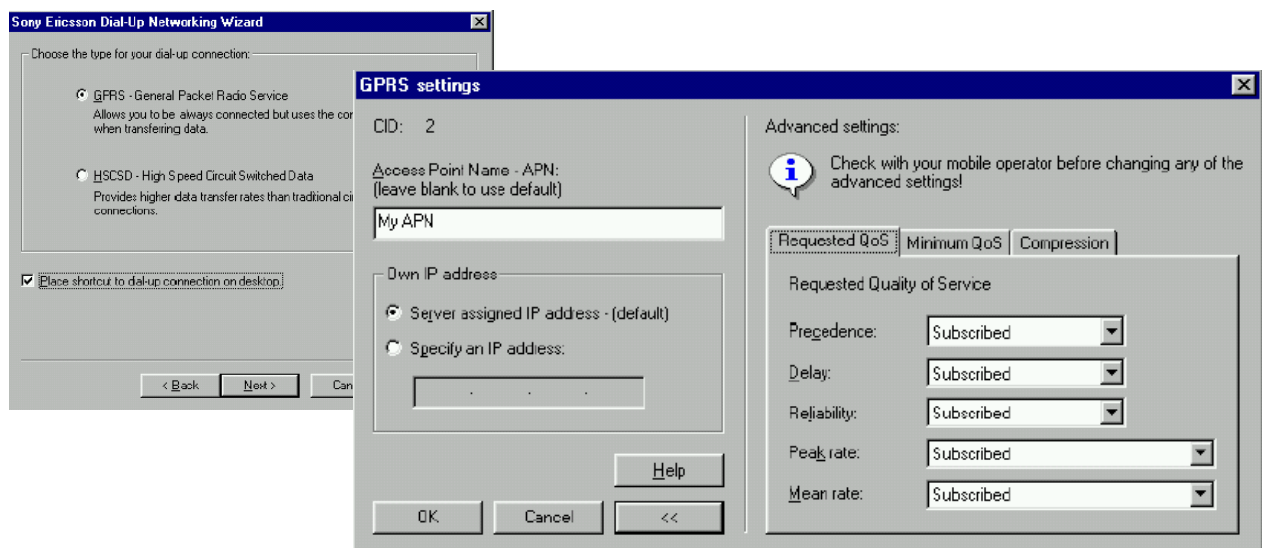 Sony Ericsson Dial-Up Networking Wizard
Choose the type for your dial-up connection:
GPRS - General Packet Radio Service
Allows you to be always connected but uses the
when transferring data.
HSCSD - High Speed Circuit Switched Data
Provides higher data transfer rates than traditional
connections.
Place shortcut to dial-up connection on desktop.
< Back
Next >
GPRS settings
CID: 2
Access Point Name - APN:
(leave blank to use default)
My APN
Own IP address
Server assigned IP address - (default)
Specify an IP address:
. . .
Help
OK
Cancel
<<
Advanced settings:
Check with your mobile operator before changing any of the
advanced settings!
Requested QoS
Minimum QoS
Compression
Requested Quality of Service
Precedence: Subscribed
Delay: Subscribed
Reliability: Subscribed
Peak rate: Subscribed
Mean rate: Subscribed